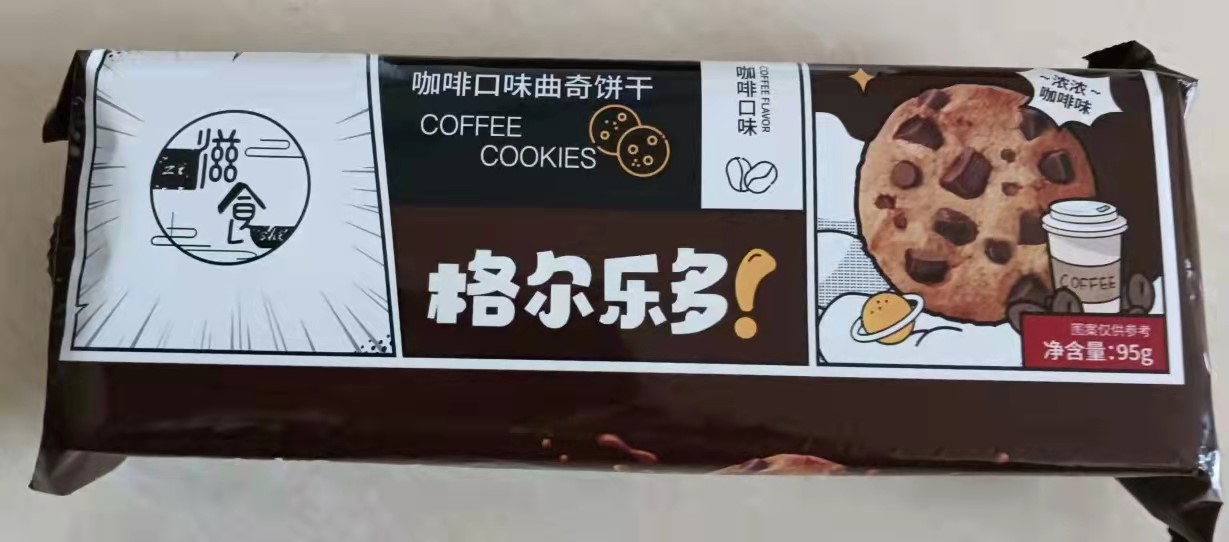 滋食
Zi
shi
咖啡口味曲奇饼干
COFFEE
COOKIES
咖啡口味
COFFEE FLAVOR
格尔乐多!
~浓浓~
咖啡味
COFFEE
图案仅供参考
净含量:95g